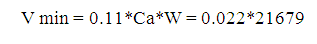 V min = 0.11*Ca*W = 0.022*21679